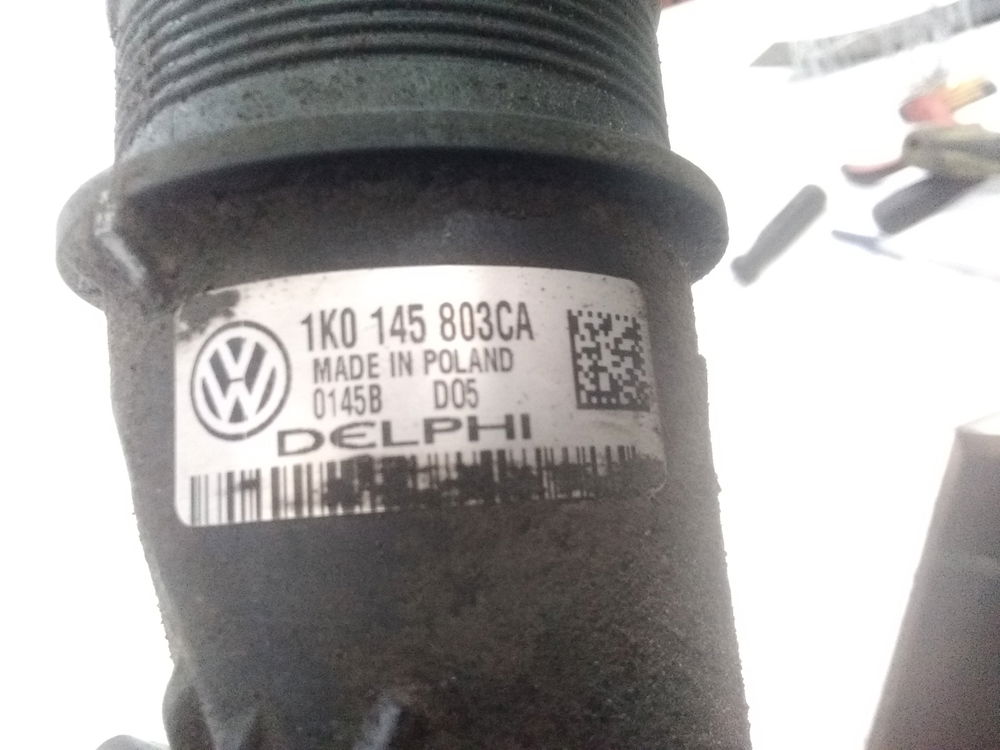 1K0 145 803CA
MADE IN POLAND
0145B D05
DELPHI